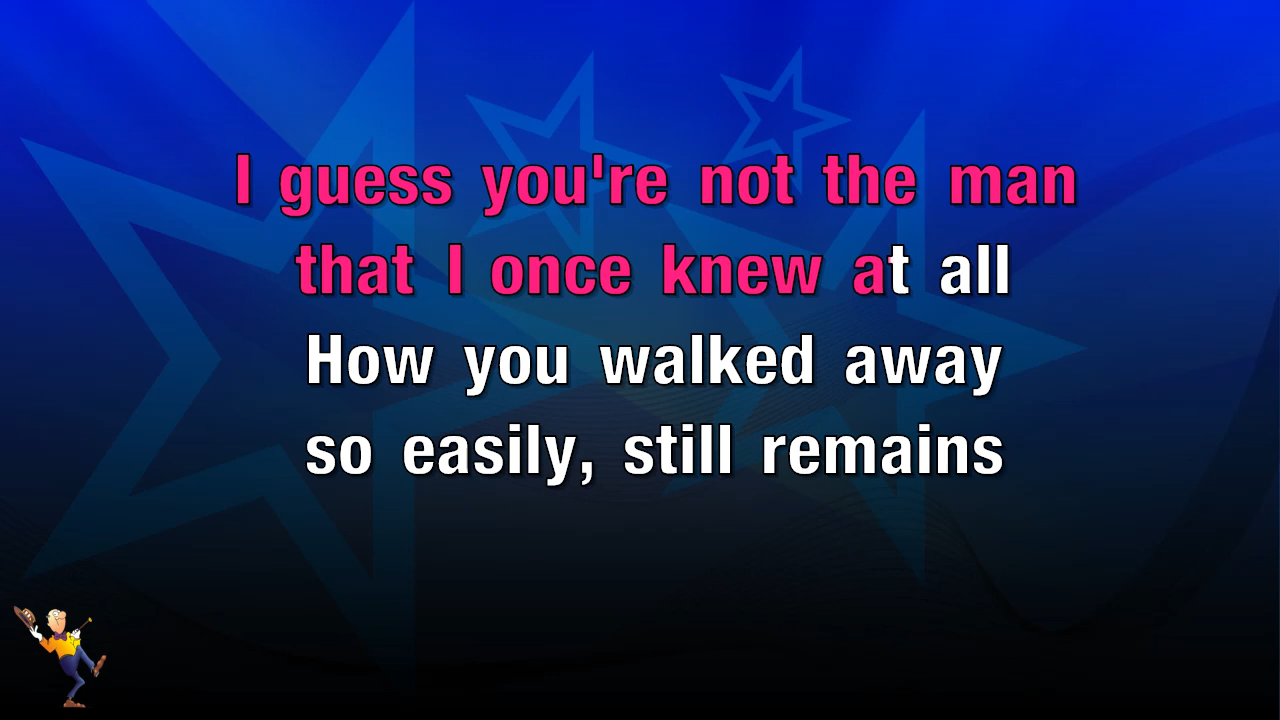 I guess you're not the man
that I once knew at all
How you walked away
so easily, still remains